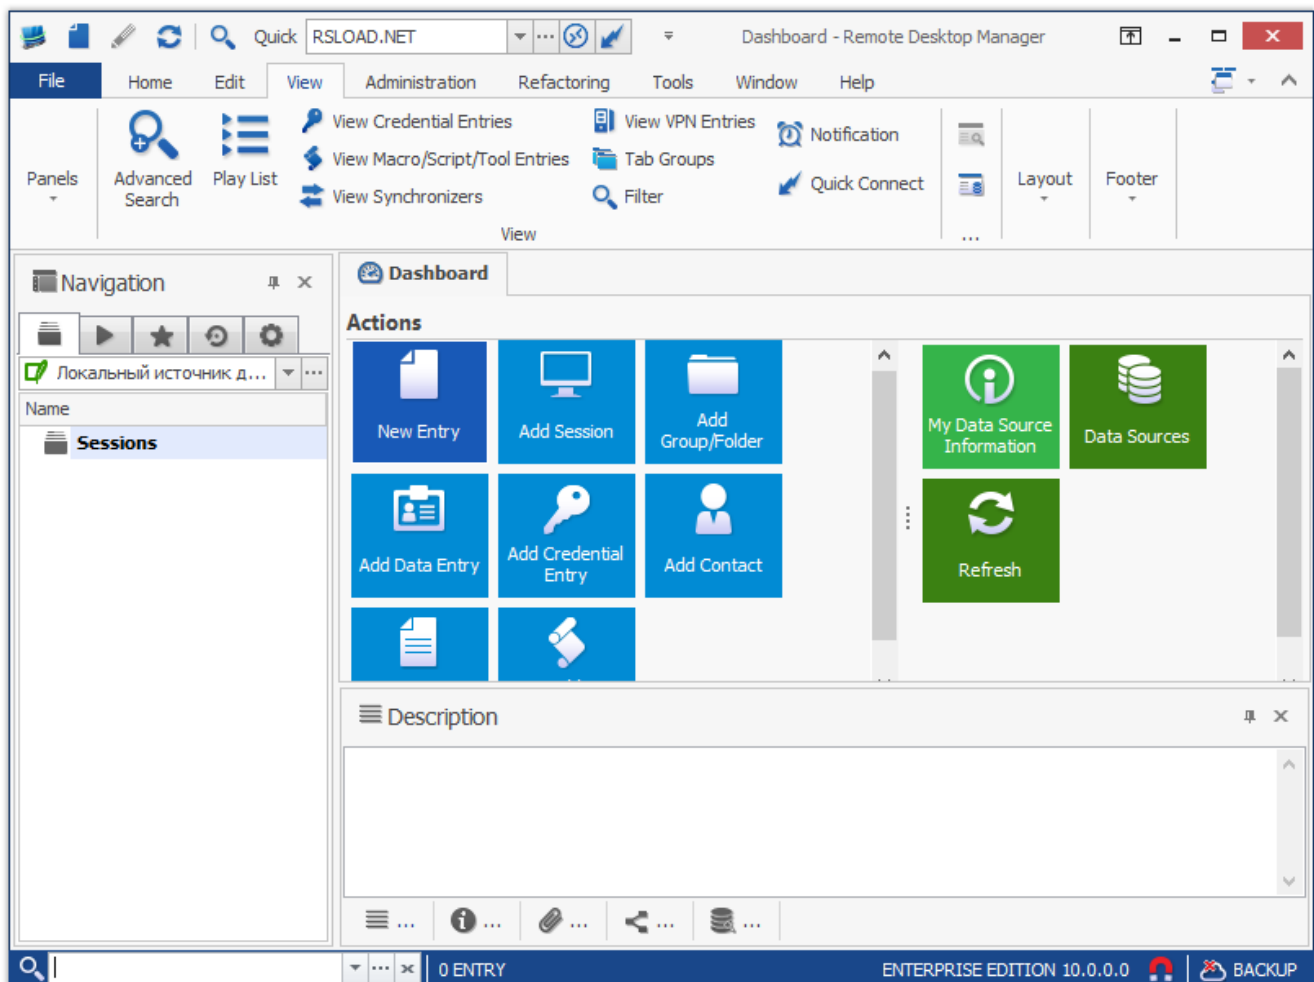 Quick RSLOAD.NET Dashboard - Remote Desktop Manager
File Home Edit View Administration Refactoring Tools Window Help
Panels
Advanced
Search
Play List
View Credential Entries
View Macro/Script/Tool Entries
View Synchronizers
View VPN Entries
Tab Groups
Filter
Notification
Quick Connect
Layout
Footer
View
...
Navigation
Локальный источник д...
Name
Sessions
Dashboard
Actions
New Entry
Add Session
Add
Group/Folder
My Data Source
Information
Data Sources
Add Data Entry
Add Credential
Entry
Add Contact
Refresh
Description
... ... ... ... ...
0 ENTRY ENTERPRISE EDITION 10.0.0.0 BACKUP